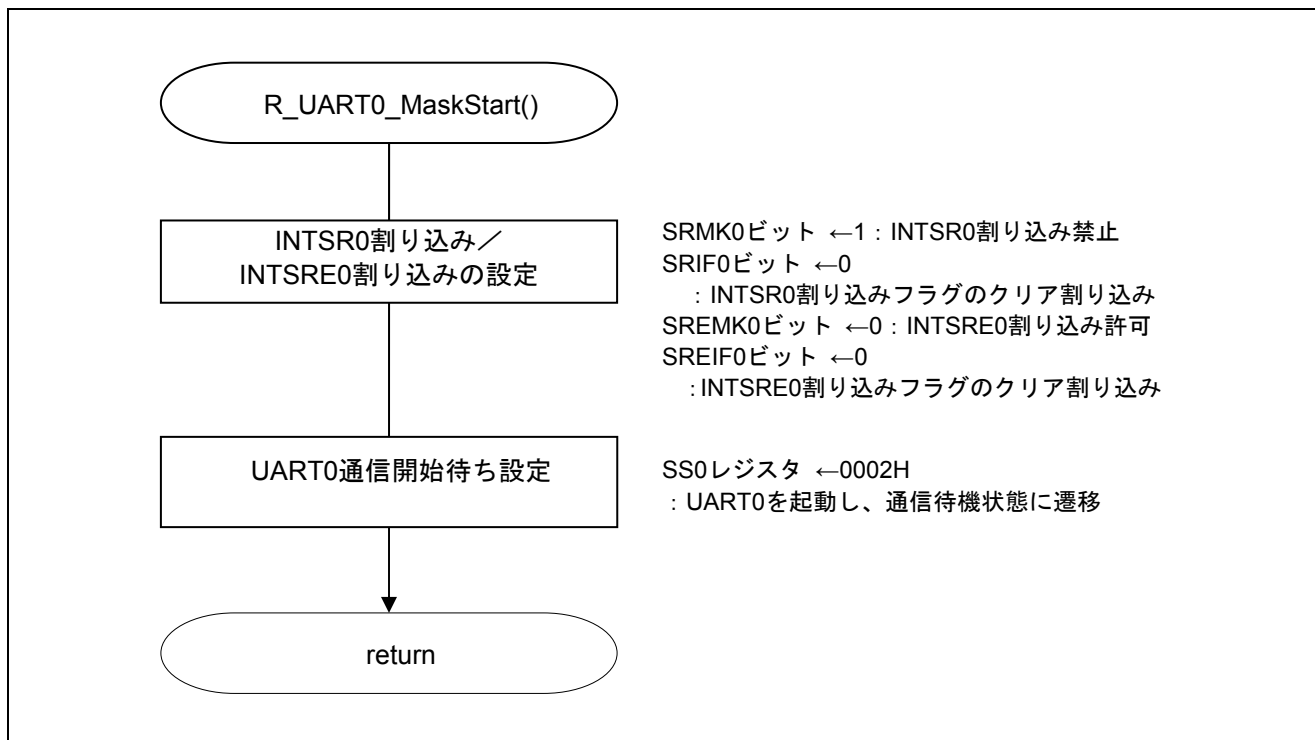 R_UART0_MaskStart()
INTSR0割り込み／
INTSRE0割り込みの設定
SRMK0ビット ←1：INTSR0割り込み禁止
SRIF0ビット ←0
：INTSR0割り込みフラグのクリア割り込み
SREMK0ビット ←0：INTSRE0割り込み許可
SREIF0ビット ←0
：INTSRE0割り込みフラグのクリア割り込み
UART0通信開始待ち設定
SS0レジスタ ←0002H
：UART0を起動し、通信待機状態に遷移
return